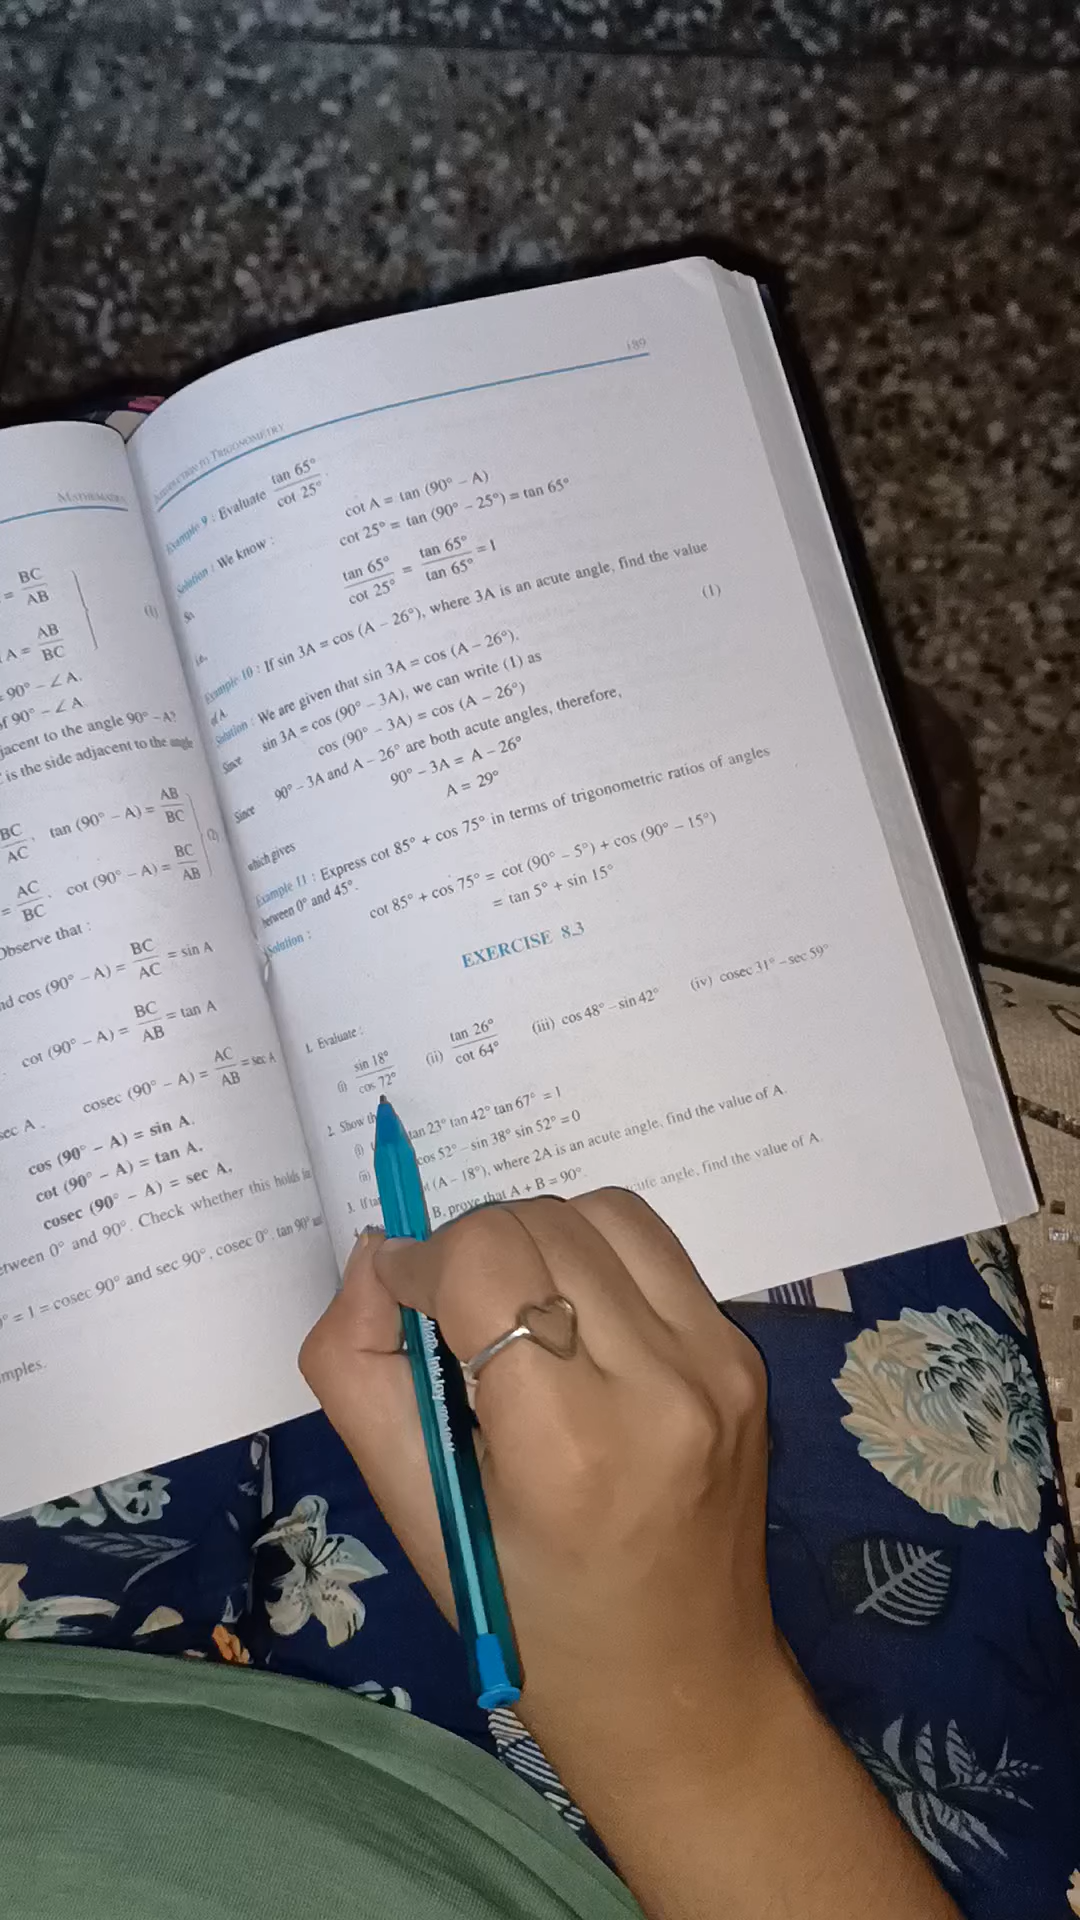 MATHEMATICS
= BC/AB
(1)
A = AB/BC
= 90° – ∠ A.
of 90° – ∠ A
jacent to the angle 90° – A?
is the side adjacent to the angle
BC/AC, tan (90° – A) = AB/BC
(2)
= AC/BC, cot (90° – A) = BC/AB
Observe that :
nd cos (90° – A) = BC/AC = sin A
cot (90° – A) = BC/AB = tan A
cosec (90° – A) = AC/AB = sec A
sec A .
cos (90° – A) = sin A,
cot (90° – A) = tan A,
cosec (90° – A) = sec A,
etween 0° and 90°. Check whether this holds for
0° = 1 = cosec 90° and sec 90°, cosec 0°, tan 90° and
mples.
INTRODUCTION TO TRIGONOMETRY 189
Example 9 : Evaluate tan 65°/cot 25°.
Solution : We know :
cot A = tan (90° – A)
So, cot 25° = tan (90° – 25°) = tan 65°
i.e., tan 65°/cot 25° = tan 65°/tan 65° = 1
Example 10 : If sin 3A = cos (A – 26°), where 3A is an acute angle, find the value
of A.
Solution : We are given that sin 3A = cos (A – 26°). (1)
Since sin 3A = cos (90° – 3A), we can write (1) as
cos (90° – 3A) = cos (A – 26°)
Since 90° – 3A and A – 26° are both acute angles, therefore,
90° – 3A = A – 26°
which gives A = 29°
Example 11 : Express cot 85° + cos 75° in terms of trigonometric ratios of angles
between 0° and 45°.
Solution : cot 85° + cos 75° = cot (90° – 5°) + cos (90° – 15°)
= tan 5° + sin 15°
EXERCISE 8.3
1. Evaluate :
(i) sin 18°/cos 72° (ii) tan 26°/cot 64° (iii) cos 48° – sin 42° (iv) cosec 31° – sec 59°
2. Show th
(i) tan 23° tan 42° tan 67° = 1
(ii) cos 52° – sin 38° sin 52° = 0
3. If ta (A – 18°), where 2A is an acute angle, find the value of A.
4. B, prove that A + B = 90°.
cute angle, find the value of A.